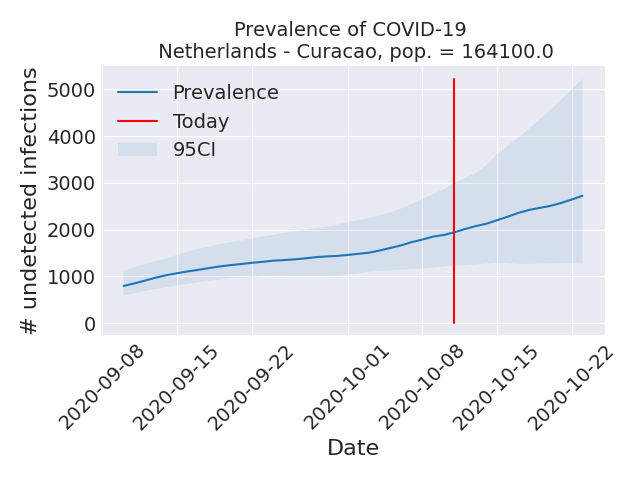 Prevalence of COVID-19
Netherlands - Curacao, pop. = 164100.0
# undetected infections
5000
4000
3000
2000
1000
0
Prevalence
Today
95CI
2020-09-08
2020-09-15
2020-09-22
2020-10-01
2020-10-08
2020-10-15
2020-10-22
Date